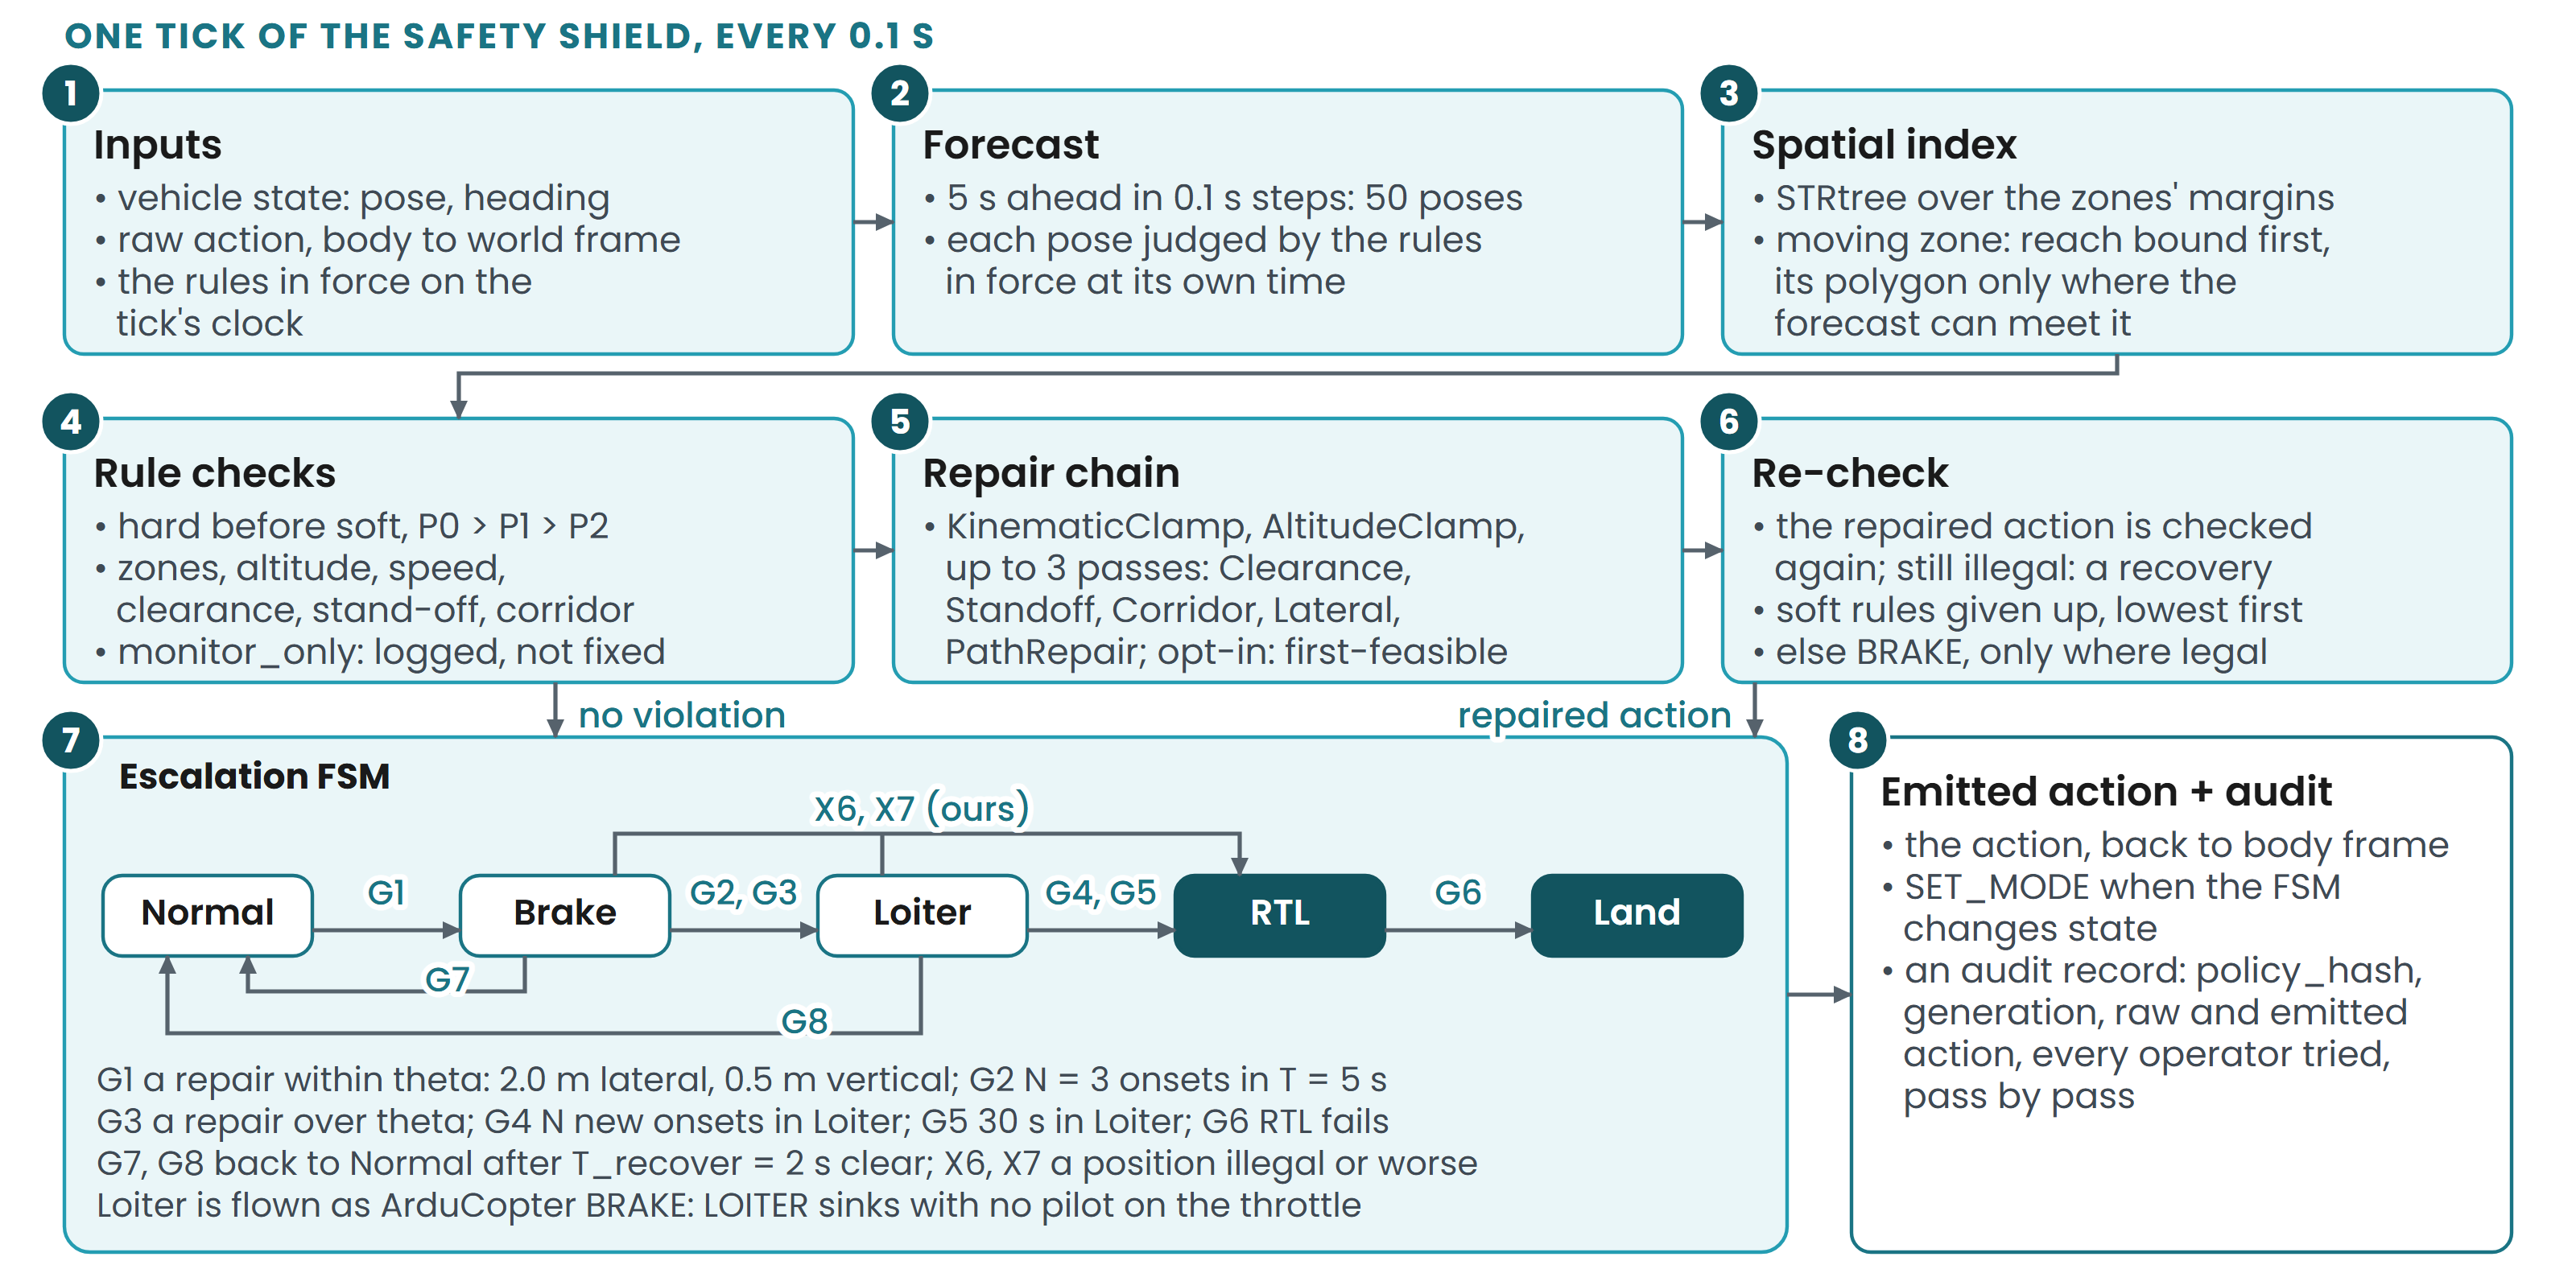 ONE TICK OF THE SAFETY SHIELD, EVERY 0.1 S
1
Inputs
• vehicle state: pose, heading
• raw action, body to world frame
• the rules in force on the
tick's clock
2
Forecast
• 5 s ahead in 0.1 s steps: 50 poses
• each pose judged by the rules
in force at its own time
3
Spatial index
• STRtree over the zones' margins
• moving zone: reach bound first,
its polygon only where the
forecast can meet it
4
Rule checks
• hard before soft, P0 > P1 > P2
• zones, altitude, speed,
clearance, stand-off, corridor
• monitor_only: logged, not fixed
5
Repair chain
• KinematicClamp, AltitudeClamp,
up to 3 passes: Clearance,
Standoff, Corridor, Lateral,
PathRepair; opt-in: first-feasible
6
Re-check
• the repaired action is checked
again; still illegal: a recovery
• soft rules given up, lowest first
• else BRAKE, only where legal
no violation
repaired action
7
Escalation FSM
X6, X7 (ours)
Normal
G1
Brake
G2, G3
Loiter
G4, G5
RTL
G6
Land
G7
G8
G1 a repair within theta: 2.0 m lateral, 0.5 m vertical; G2 N = 3 onsets in T = 5 s
G3 a repair over theta; G4 N new onsets in Loiter; G5 30 s in Loiter; G6 RTL fails
G7, G8 back to Normal after T_recover = 2 s clear; X6, X7 a position illegal or worse
Loiter is flown as ArduCopter BRAKE: LOITER sinks with no pilot on the throttle
8
Emitted action + audit
• the action, back to body frame
• SET_MODE when the FSM
changes state
• an audit record: policy_hash,
generation, raw and emitted
action, every operator tried,
pass by pass